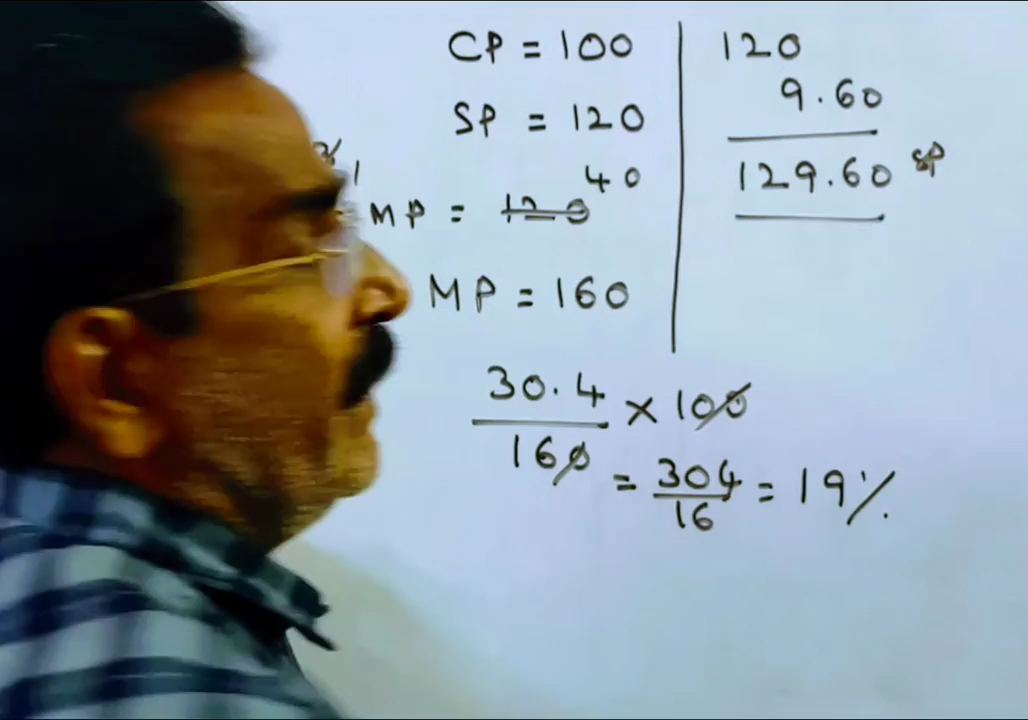 CP = 100
SP = 120
40
MP = 120
MP = 160
120
9.60
129.60 SP
30.4 × 100
160
= 304 = 19%
16